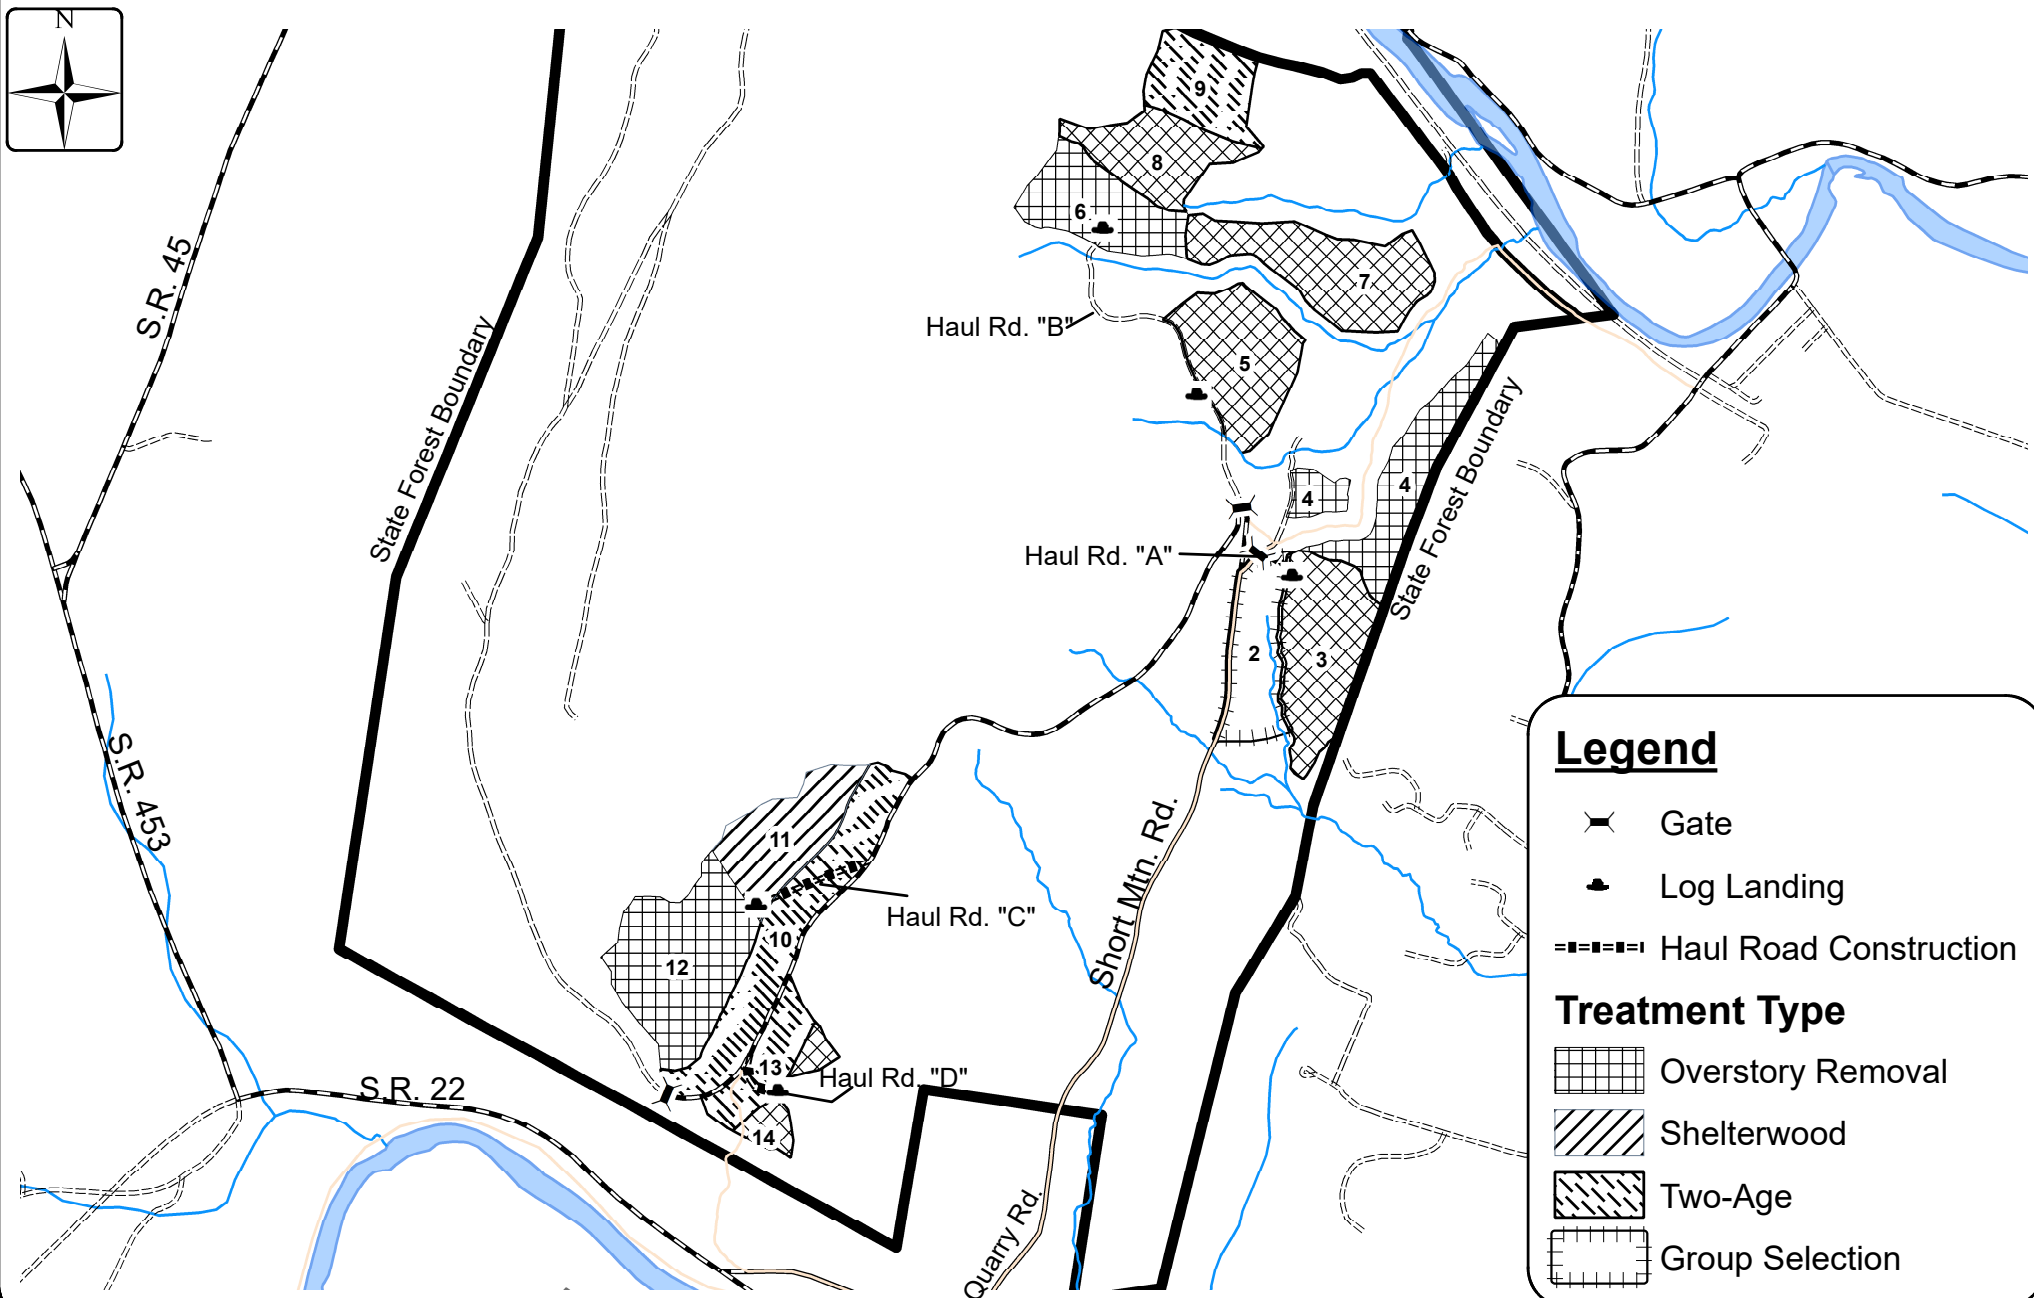 N
9
8
6
7
S.R. 45
Haul Rd. "B"
5
State Forest Boundary
4
4
State Forest Boundary
Haul Rd. "A"
2
3
Legend
Gate
Log Landing
Haul Road Construction
Treatment Type
Overstory Removal
Shelterwood
Two-Age
Group Selection
S.R. 453
11
Haul Rd. "C"
10
12
Short Mtn. Rd.
13
Haul Rd. "D"
S.R. 22
14
Quarry Rd.